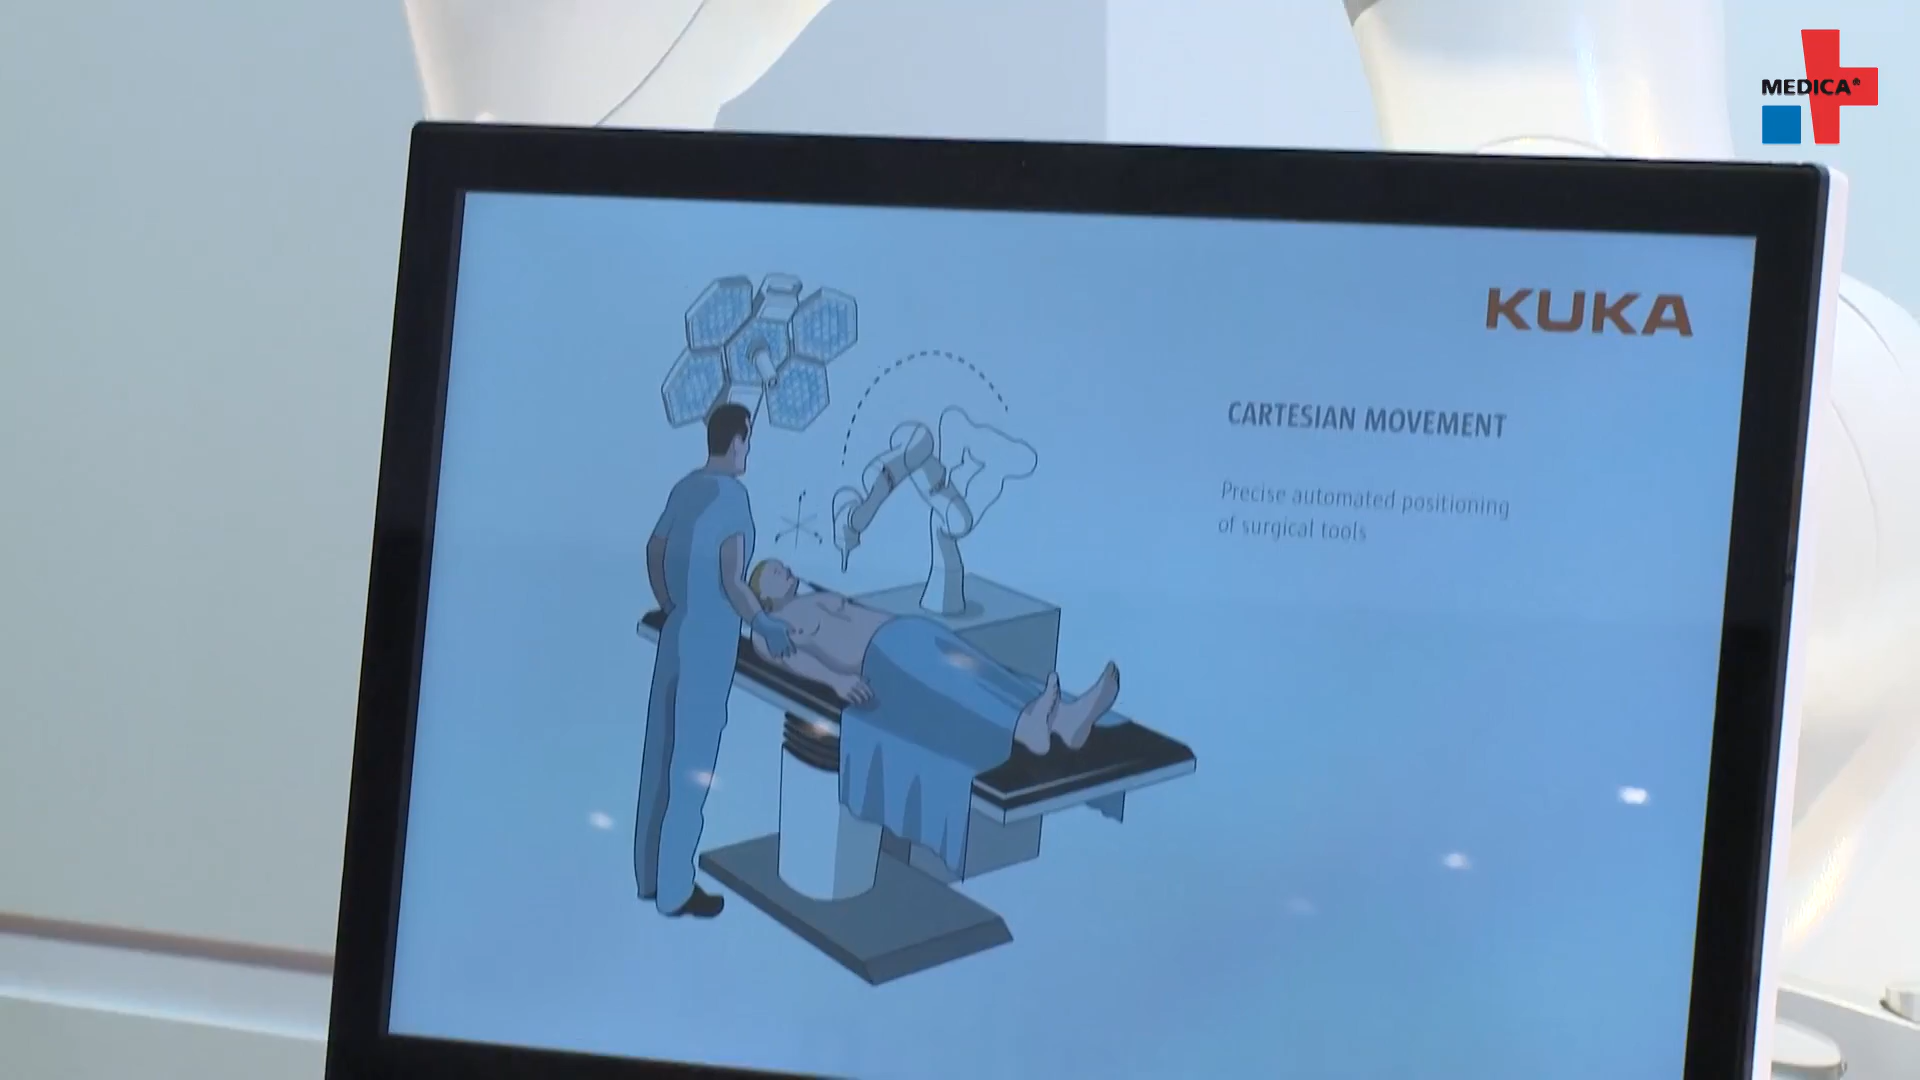 MEDICA®
KUKA
CARTESIAN MOVEMENT
Precise automated positioning
of surgical tools